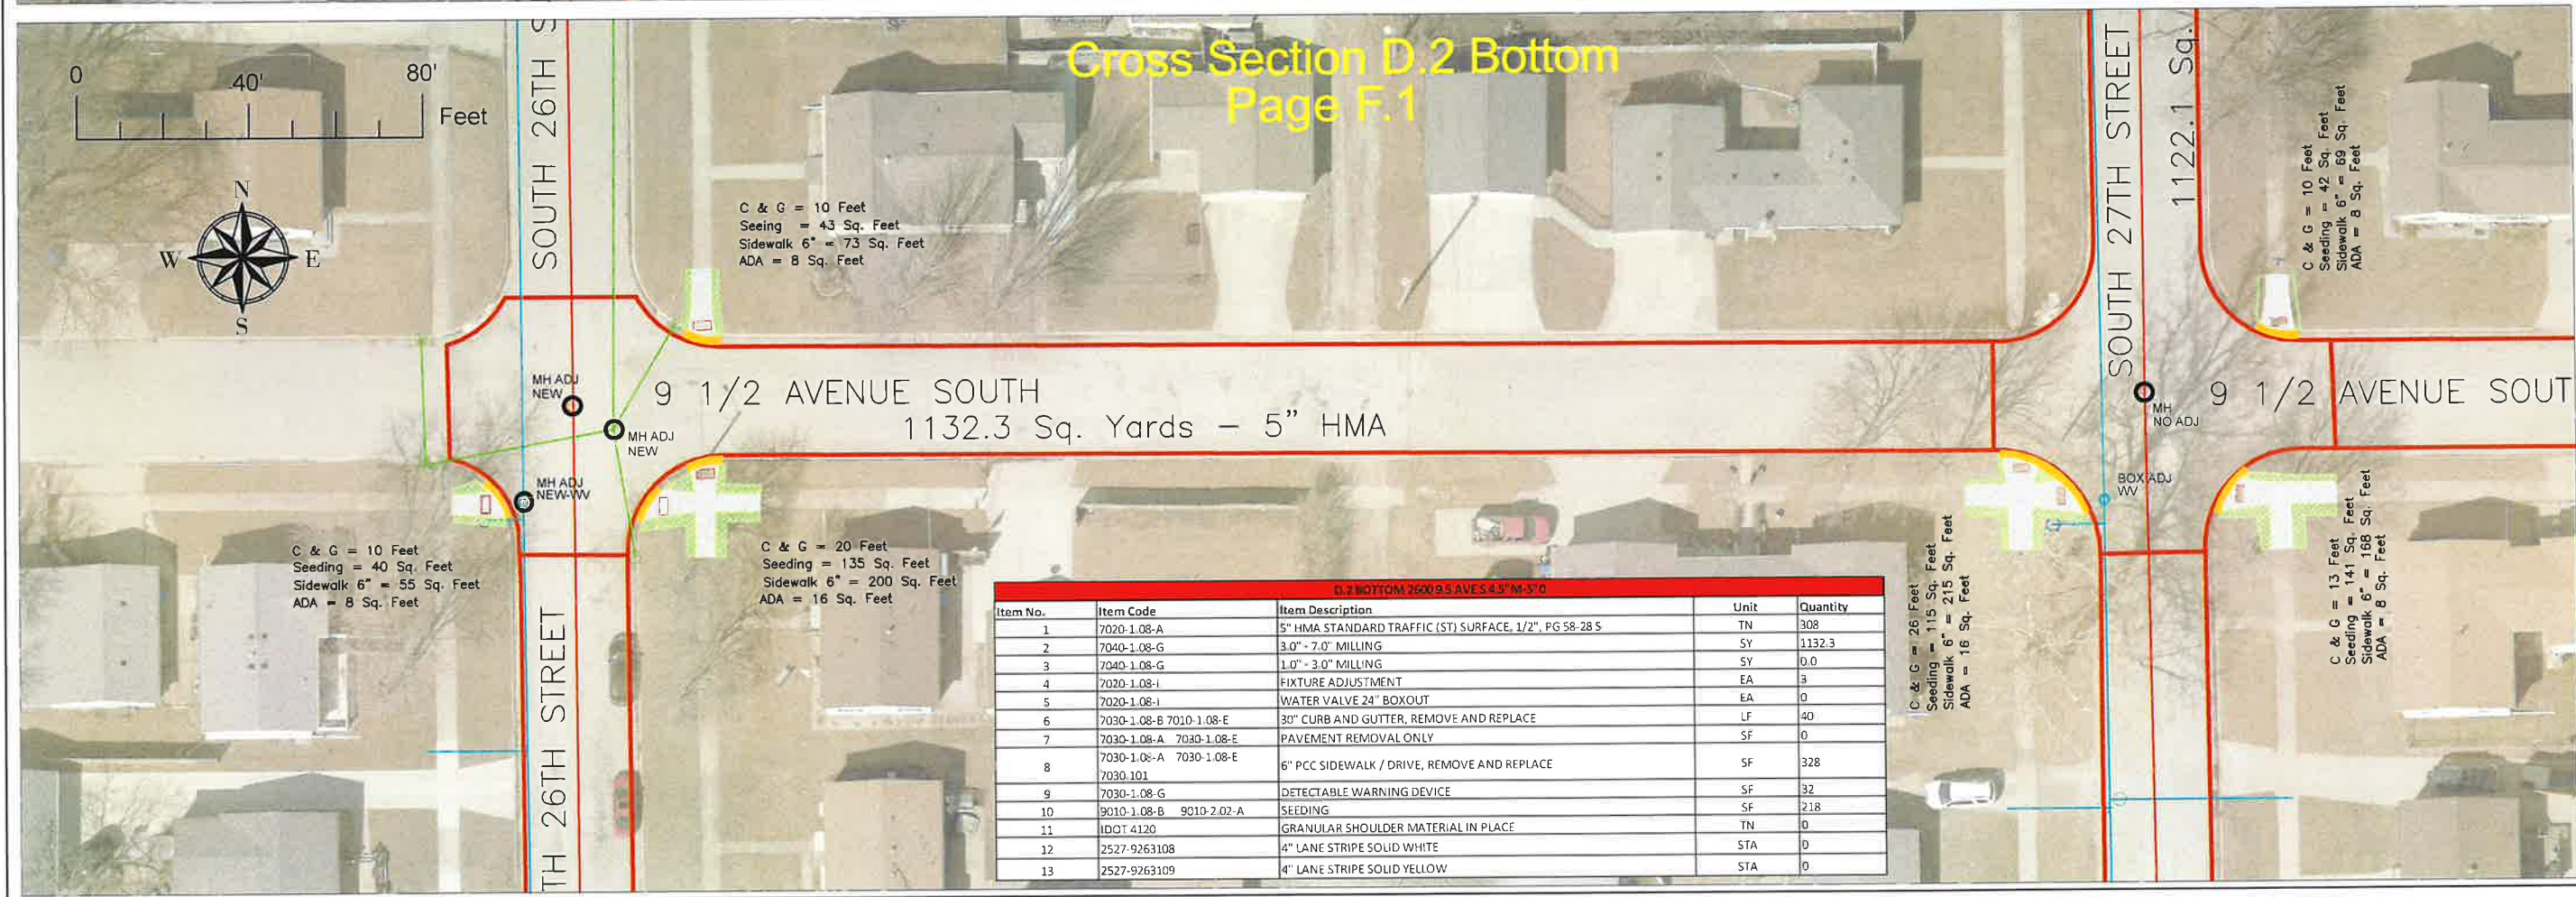 Cross Section D.2 Bottom
Page F.1
0 40' 80'
Feet
N
W E
S
SOUTH 26TH S
C & G = 10 Feet
Seeing = 43 Sq. Feet
Sidewalk 6" = 73 Sq. Feet
ADA = 8 Sq. Feet
SOUTH 27TH STREET
1122.1 Sq.
C & G = 10 Feet
Seeding = 42 Sq. Feet
Sidewalk 6" = 69 Sq. Feet
ADA = 8 Sq. Feet
MH ADJ
NEW
MH ADJ
NEW
MH ADJ
NEW-WV
9 1/2 AVENUE SOUTH
1132.3 Sq. Yards - 5" HMA
MH
NO ADJ
9 1/2 AVENUE SOUT
BOX ADJ
WV
C & G = 10 Feet
Seeding = 40 Sq. Feet
Sidewalk 6" = 55 Sq. Feet
ADA = 8 Sq. Feet
C & G = 20 Feet
Seeding = 135 Sq. Feet
Sidewalk 6" = 200 Sq. Feet
ADA = 16 Sq. Feet
TH 26TH STREET
D.2 BOTTOM 2600 9.5 AVE S 4.5"M-5"O
Item No. Item Code Item Description Unit Quantity
1 7020-1.08-A 5" HMA STANDARD TRAFFIC (ST) SURFACE, 1/2", PG 58-28 S TN 308
2 7040-1.08-G 3.0" - 7.0" MILLING SY 1132.3
3 7040-1.08-G 1.0" - 3.0" MILLING SY 0.0
4 7020-1.08-I FIXTURE ADJUSTMENT EA 3
5 7020-1.08-I WATER VALVE 24" BOXOUT EA 0
6 7030-1.08-B 7010-1.08-E 30" CURB AND GUTTER, REMOVE AND REPLACE LF 40
7 7030-1.08-A 7030-1.08-E PAVEMENT REMOVAL ONLY SF 0
8 7030-1.08-A 7030-1.08-E
7030.101 6" PCC SIDEWALK / DRIVE, REMOVE AND REPLACE SF 328
9 7030-1.08-G DETECTABLE WARNING DEVICE SF 32
10 9010-1.08-B 9010-2.02-A SEEDING SF 218
11 IDOT 4120 GRANULAR SHOULDER MATERIAL IN PLACE TN 0
12 2527-9263108 4" LANE STRIPE SOLID WHITE STA 0
13 2527-9263109 4" LANE STRIPE SOLID YELLOW STA 0
C & G = 26 Feet
Seeding = 115 Sq. Feet
Sidewalk 6" = 215 Sq. Feet
ADA = 16 Sq. Feet
C & G = 13 Feet
Seeding = 141 Sq. Feet
Sidewalk 6" = 168 Sq. Feet
ADA = 8 Sq. Feet